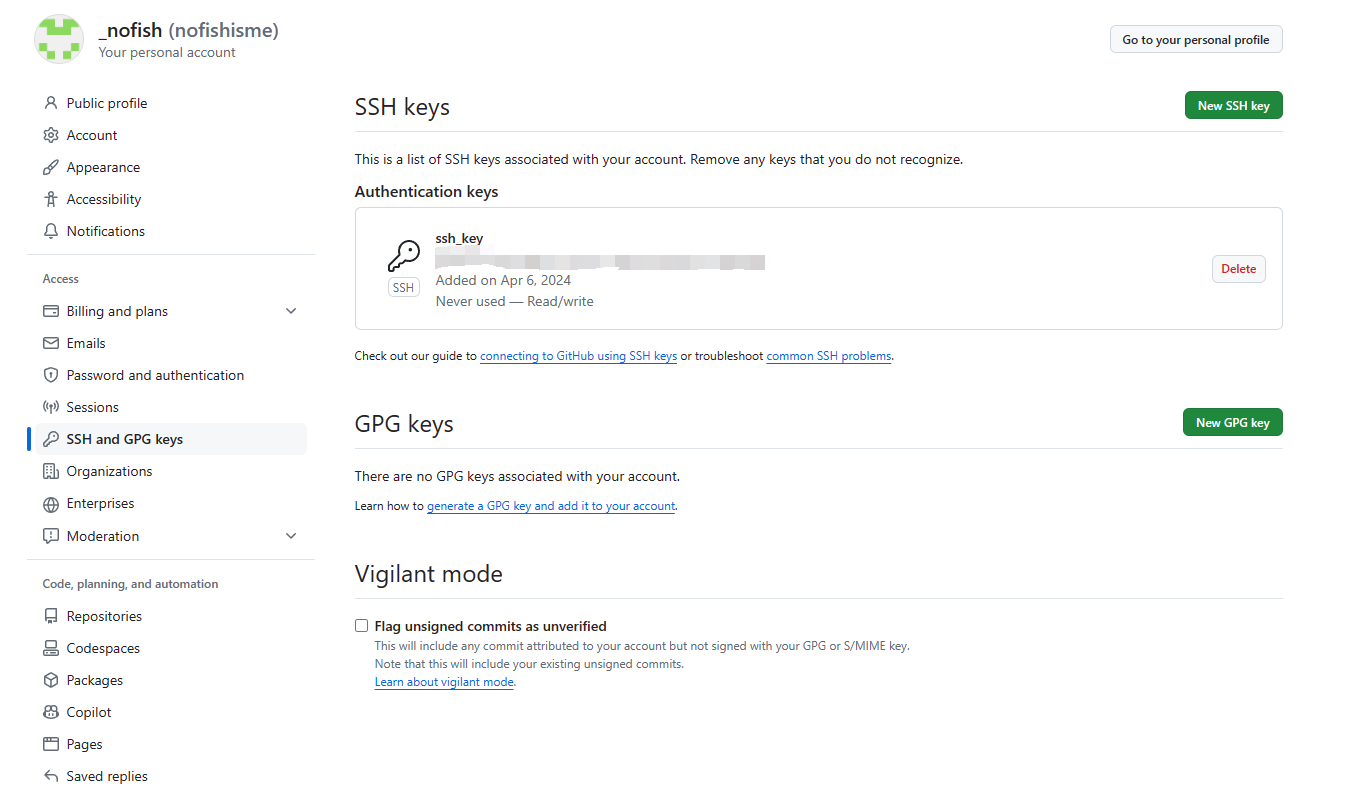 _nofish (nofishisme)
Your personal account
Go to your personal profile
Public profile
Account
Appearance
Accessibility
Notifications
Access
Billing and plans
Emails
Password and authentication
Sessions
SSH and GPG keys
Organizations
Enterprises
Moderation
Code, planning, and automation
Repositories
Codespaces
Packages
Copilot
Pages
Saved replies
SSH keys
New SSH key
This is a list of SSH keys associated with your account. Remove any keys that you do not recognize.
Authentication keys
ssh_key
SSH
Added on Apr 6, 2024
Never used — Read/write
Delete
Check out our guide to connecting to GitHub using SSH keys or troubleshoot common SSH problems.
GPG keys
New GPG key
There are no GPG keys associated with your account.
Learn how to generate a GPG key and add it to your account.
Vigilant mode
Flag unsigned commits as unverified
This will include any commit attributed to your account but not signed with your GPG or S/MIME key.
Note that this will include your existing unsigned commits.
Learn about vigilant mode.